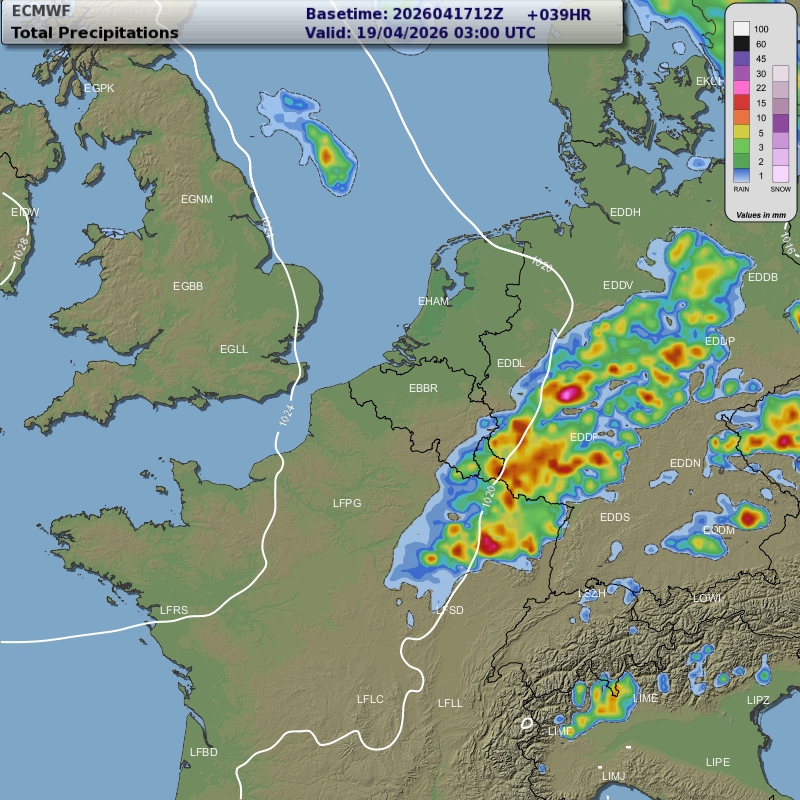 ECMWF
Basetime: 2026041712Z +039HR
Total Precipitations
Valid: 19/04/2026 03:00 UTC
100
60
45
30
22
15
10
5
3
2
1
RAIN
SNOW
Values in mm
EGPK
EKCH
EIDW
EGNM
EDDH
1024
1028
1016
1020
EGBB
EDDV
EDDB
EHAM
EGLL
EDDL
EDDP
EBBR
1024
EDDF
EDDN
1020
LFPG
EDDS
EDDM
LSZH
LOWI
LFRS
LFSD
LFLC
LFLL
LIME
LIPZ
LIMF
LFBD
LIPE
LIMJ